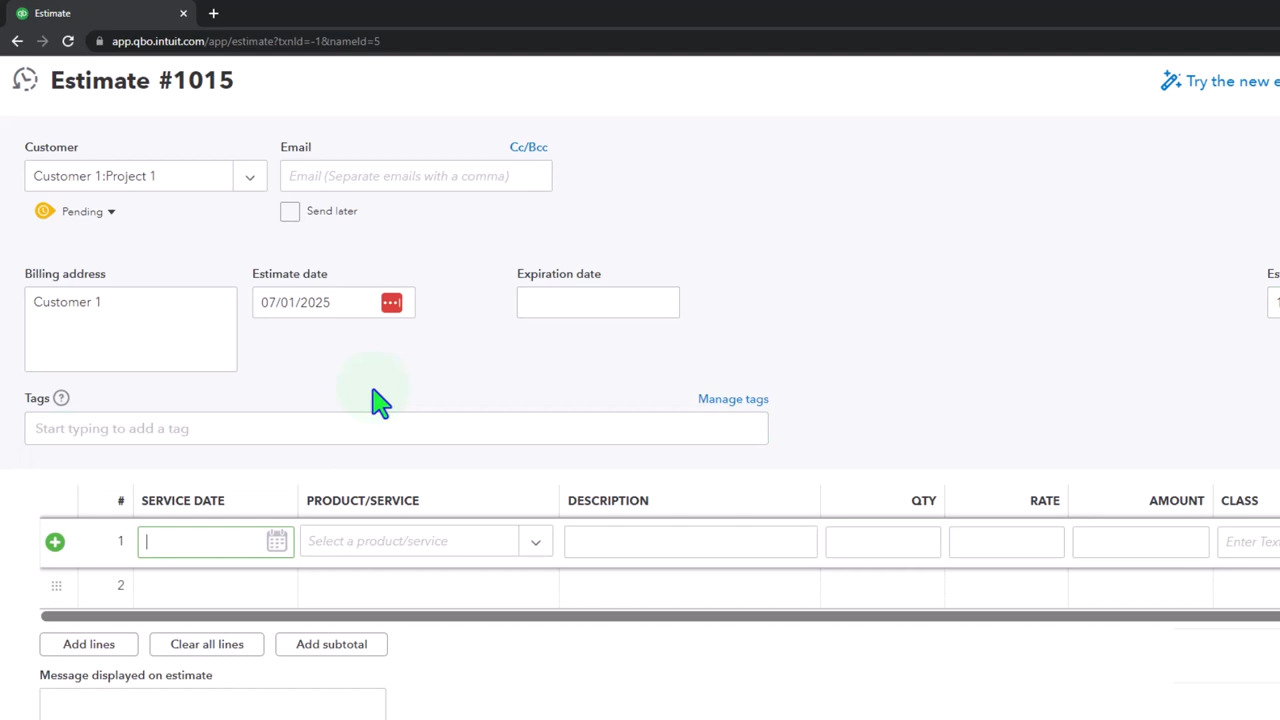 Estimate
app.qbo.intuit.com/app/estimate?txnId=-1&nameId=5
Estimate #1015
Try the new e
Customer
Email
Cc/Bcc
Customer 1:Project 1
Email (Separate emails with a comma)
Pending
Send later
Billing address
Estimate date
Expiration date
Es
Customer 1
07/01/2025
1
Tags ?
Manage tags
Start typing to add a tag
# SERVICE DATE PRODUCT/SERVICE DESCRIPTION QTY RATE AMOUNT CLASS
1 Select a product/service Enter Text
2
Add lines
Clear all lines
Add subtotal
Message displayed on estimate